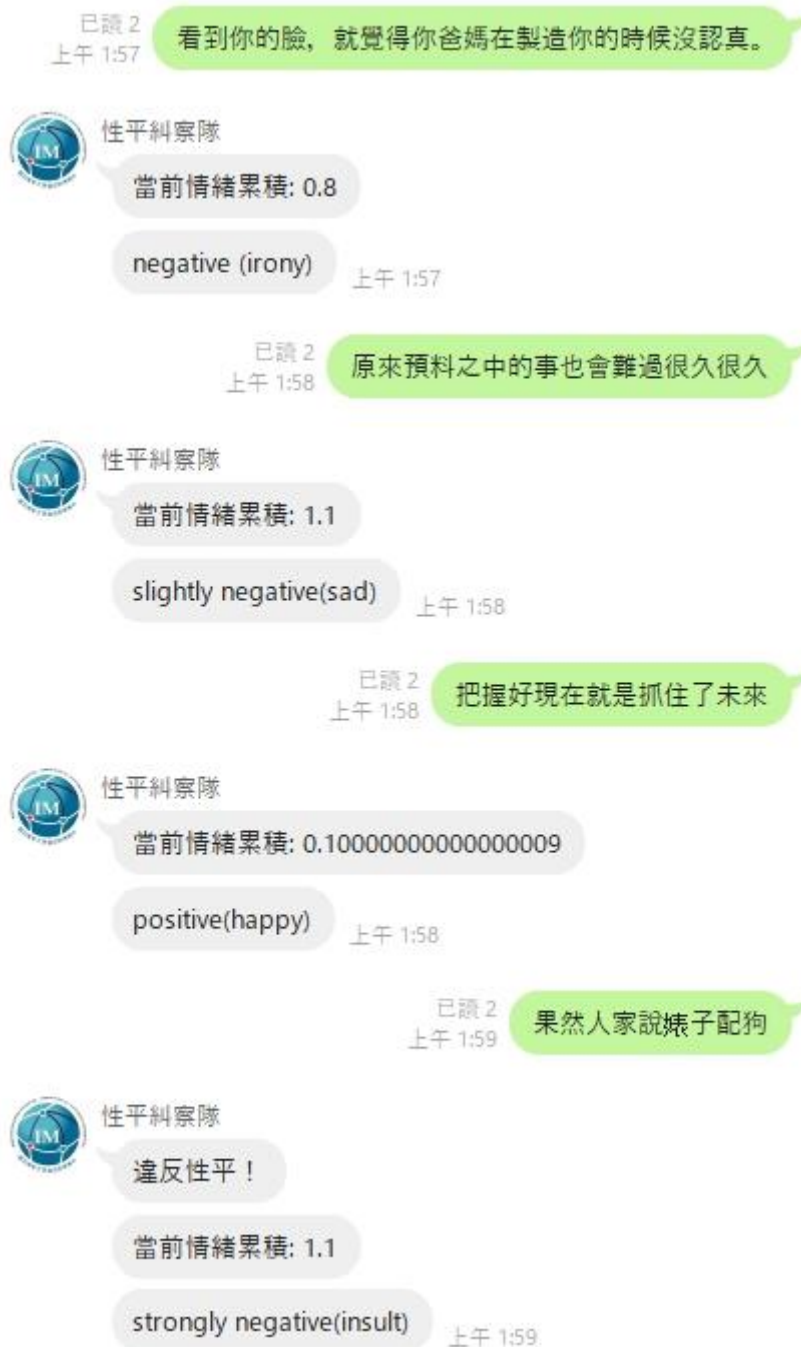 已讀 2
上午 1:57
看到你的臉，就覺得你爸媽在製造你的時候沒認真。
IM
性平糾察隊
當前情緒累積: 0.8
negative (irony)
上午 1:57
已讀 2
上午 1:58
原來預料之中的事也會難過很久很久
IM
性平糾察隊
當前情緒累積: 1.1
slightly negative(sad)
上午 1:58
已讀 2
上午 1:58
把握好現在就是抓住了未來
IM
性平糾察隊
當前情緒累積: 0.10000000000000009
positive(happy)
上午 1:58
已讀 2
上午 1:59
果然人家說婊子配狗
IM
性平糾察隊
違反性平！
當前情緒累積: 1.1
strongly negative(insult)
上午 1:59